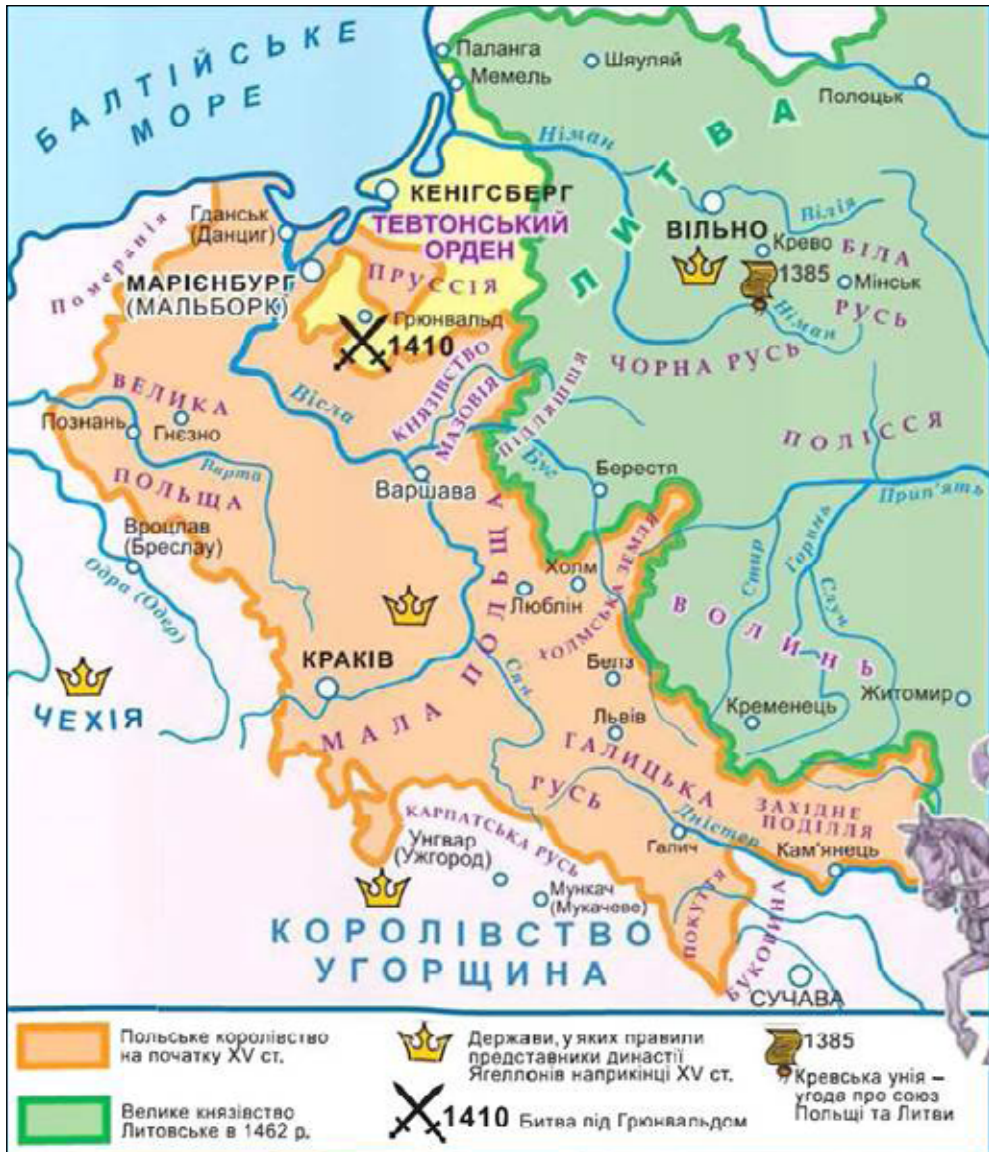 БАЛТІЙСЬКЕ
МОРЕ
Паланга
Мемель
Шяуляй
Полоцьк
ЛИТВА
Німан
КЕНІГСБЕРГ
ТЕВТОНСЬКИЙ
ОРДЕН
Гданськ
(Данциг)
Померанія
МАРІЄНБУРГ
(МАЛЬБОРК)
ПРУССІЯ
Грюнвальд
1410
ВІЛЬНО
Вілія
Крево
1385
БІЛА
РУСЬ
Мінськ
Німан
ЧОРНА РУСЬ
КНЯЗІВСТВО
МАЗОВІЯ
ПІДЛЯШШЯ
Вісла
ВЕЛИКА
ПОЛЬЩА
Познань
Гнєзно
Варта
Варшава
Буг
Берестя
ПОЛІССЯ
Прип'ять
Вроцлав
(Бреслау)
Одра (Одер)
Холм
Люблін
ХОЛМСЬКА ЗЕМЛЯ
Стир
Горинь
Случ
ВОЛИНЬ
ЧЕХІЯ
КРАКІВ
МАЛА ПОЛЬЩА
Сян
Белз
Львів
Кременець
Житомир
ГАЛИЦЬКА
РУСЬ
ЗАХІДНЕ
ПОДІЛЛЯ
Дністер
Галич
Кам'янець
КАРПАТСЬКА РУСЬ
Унгвар
(Ужгород)
Мункач
(Мукачеве)
ПОКУТТЯ
БУКОВИНА
СУЧАВА
КОРОЛІВСТВО
УГОРЩИНА
Польське королівство
на початку XV ст.
Велике князівство
Литовське в 1462 р.
Держави, у яких правили
представники династії
Ягеллонів наприкінці XV ст.
1410 Битва під Грюнвальдом
1385
Кревська унія –
угода про союз
Польщі та Литви